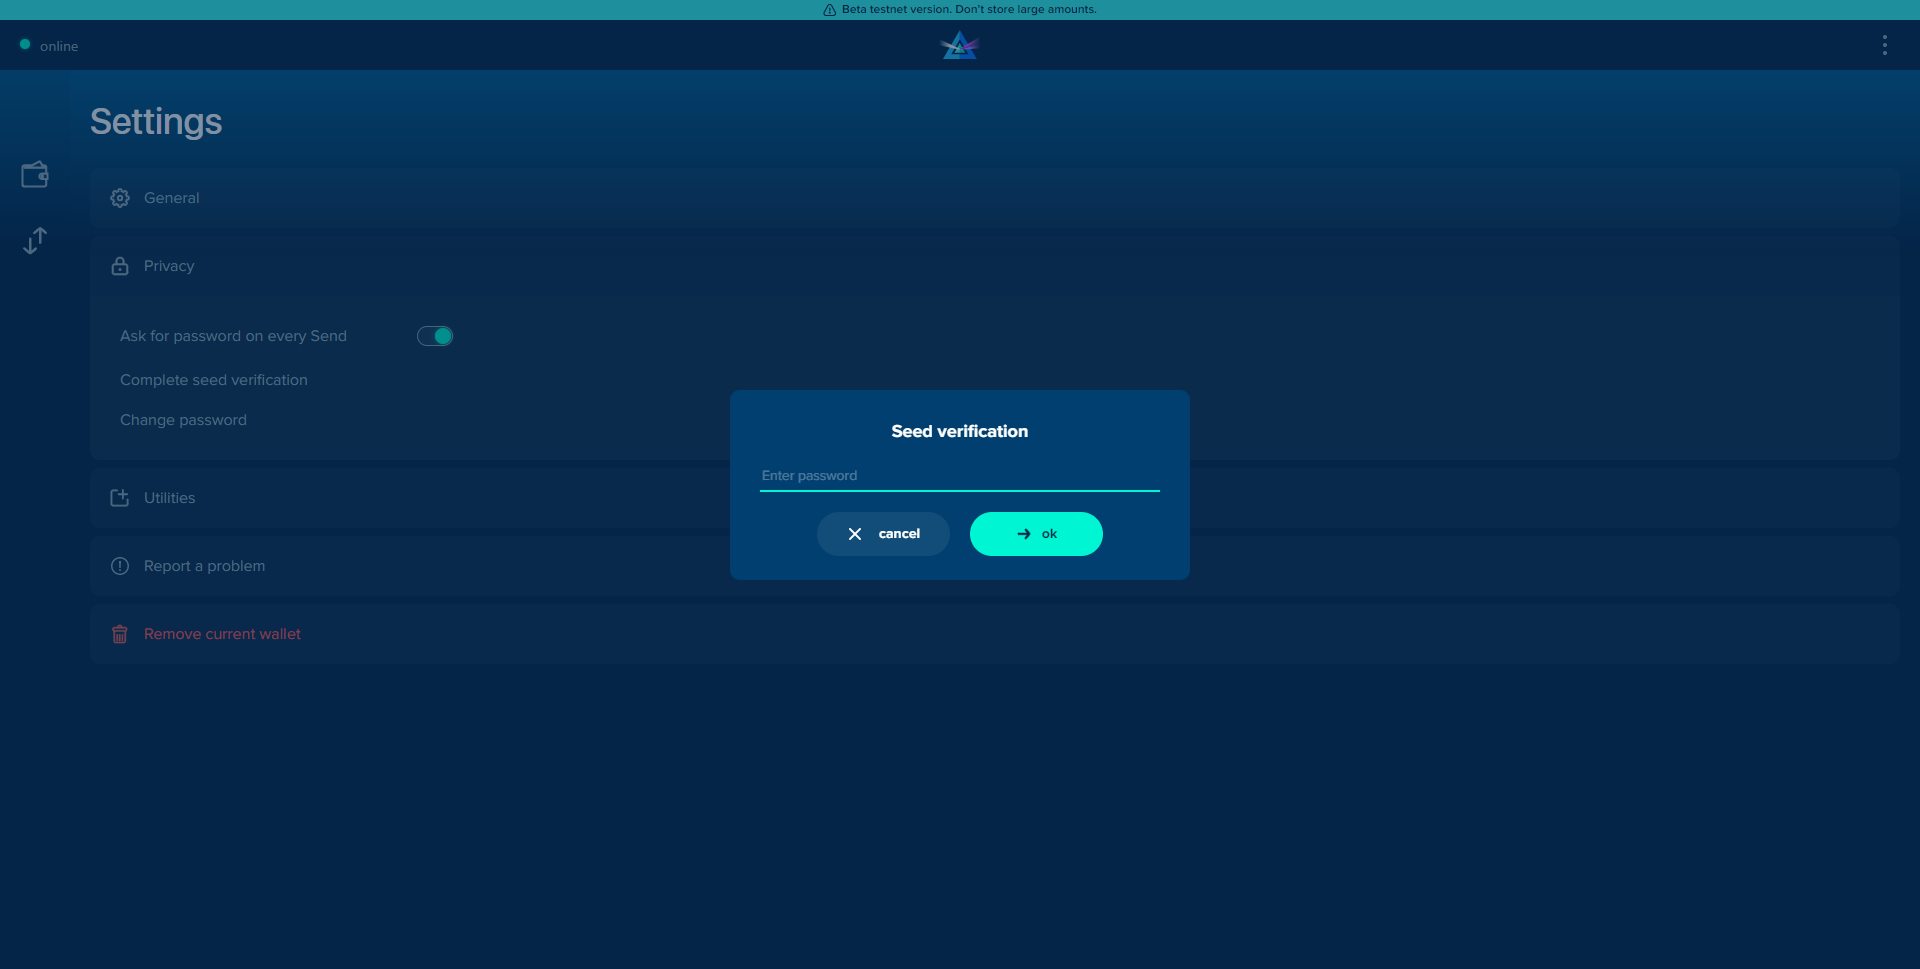 Beta testnet version. Don't store large amounts.
online
Settings
General
Privacy
Ask for password on every Send
Complete seed verification
Change password
Seed verification
Enter password
cancel
ok
Utilities
Report a problem
Remove current wallet